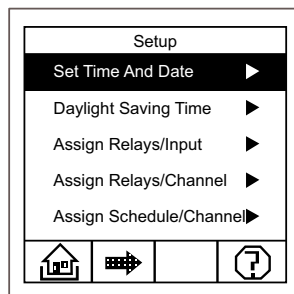 Setup
Set Time And Date
Daylight Saving Time
Assign Relays/Input
Assign Relays/Channel
Assign Schedule/Channel
?